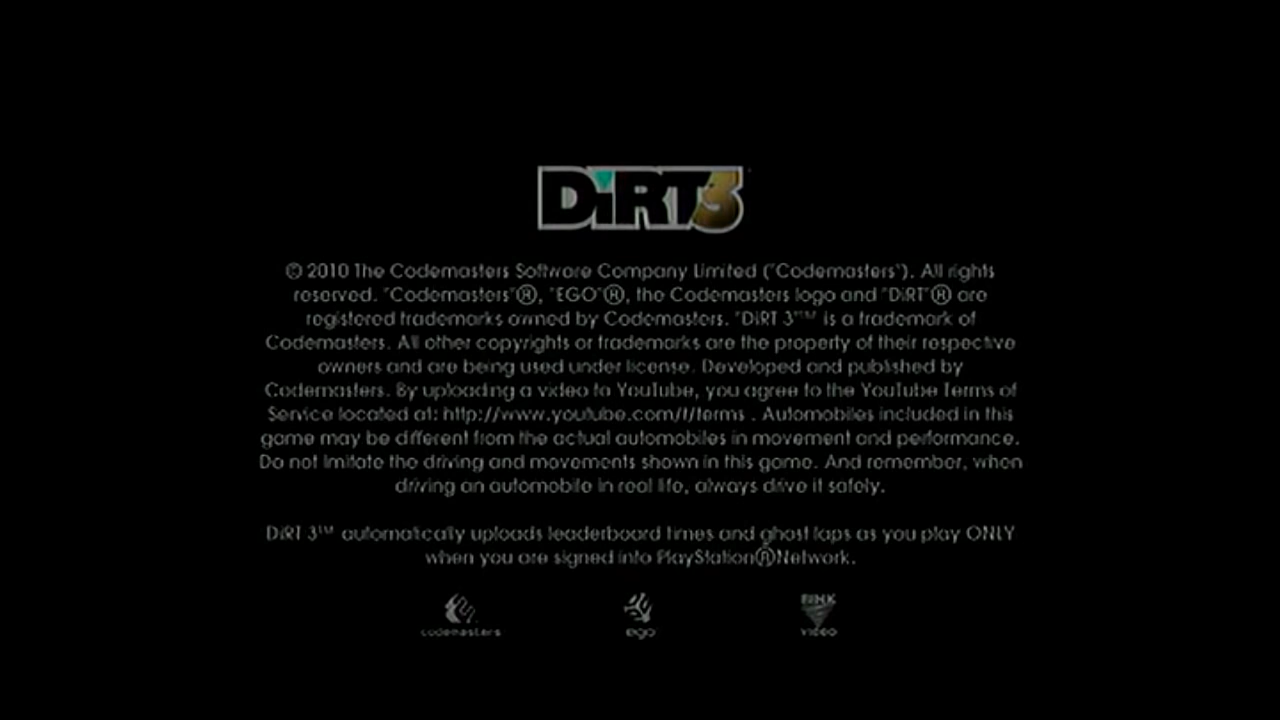 DiRT3
© 2010 The Codemasters Software Company Limited ("Codemasters"). All rights
reserved. "Codemasters"®, "EGO"®, the Codemasters logo and "DiRT"® are
registered trademarks owned by Codemasters. "DiRT 3"™ is a trademark of
Codemasters. All other copyrights or trademarks are the property of their respective
owners and are being used under license. Developed and published by
Codemasters. By uploading a video to YouTube, you agree to the YouTube Terms of
Service located at: http://www.youtube.com/t/terms . Automobiles included in this
game may be different from the actual automobiles in movement and performance.
Do not imitate the driving and movements shown in this game. And remember, when
driving an automobile in real life, always drive it safely.
DiRT 3™ automatically uploads leaderboard times and ghost laps as you play ONLY
when you are signed into PlayStation®Network.
BINK
codemasters ego video